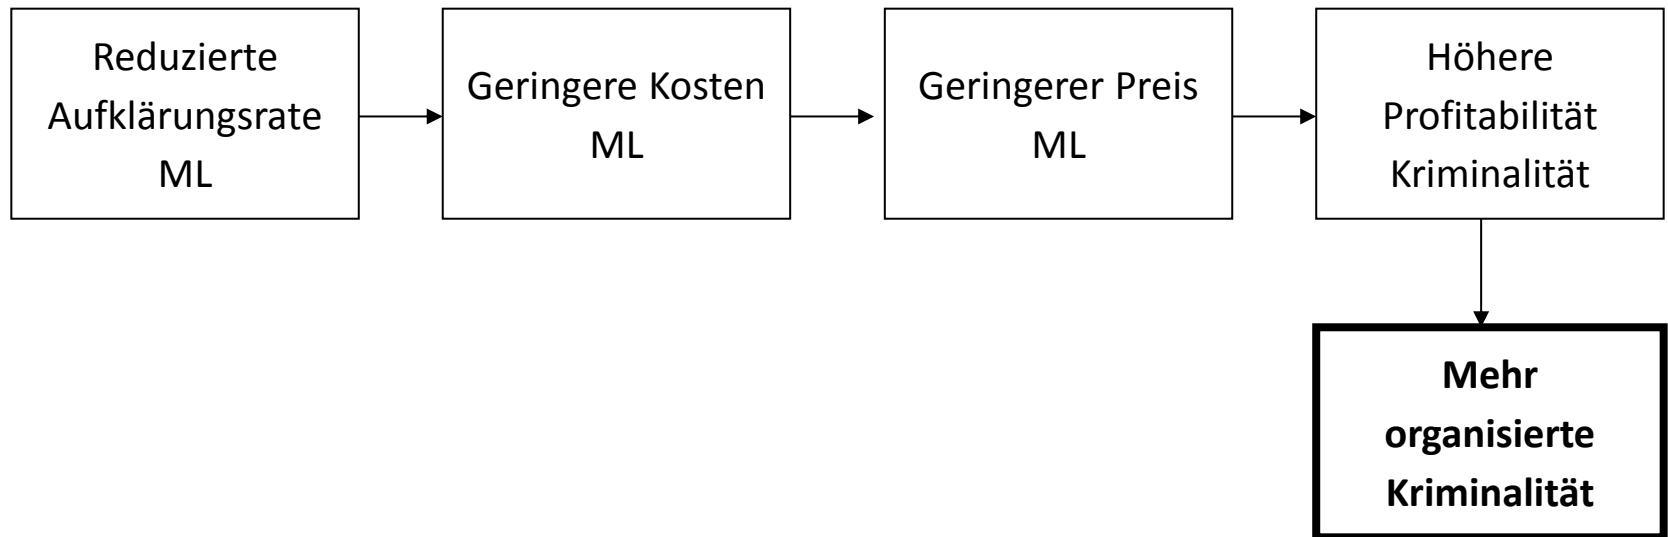 Reduzierte
Aufklärungsrate
ML
Geringere Kosten
ML
Geringerer Preis
ML
Höhere
Profitabilität
Kriminalität
Mehr
organisierte
Kriminalität